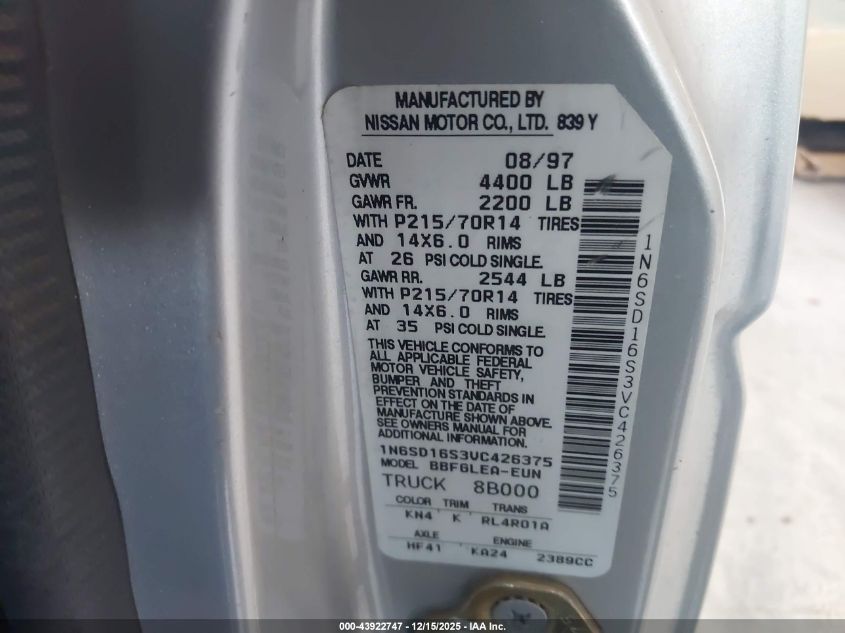 MANUFACTURED BY
NISSAN MOTOR CO., LTD. 839 Y
DATE 08/97
GVWR 4400 LB
GAWR FR. 2200 LB
WITH P215/70R14 TIRES
AND 14X6.0 RIMS
AT 26 PSI COLD SINGLE.
GAWR RR. 2544 LB
WITH P215/70R14 TIRES
AND 14X6.0 RIMS
AT 35 PSI COLD SINGLE.
THIS VEHICLE CONFORMS TO
ALL APPLICABLE FEDERAL
MOTOR VEHICLE SAFETY,
BUMPER AND THEFT
PREVENTION STANDARDS IN
EFFECT ON THE DATE OF
MANUFACTURE SHOWN ABOVE.
SEE OWNERS MANUAL FOR
ADDITIONAL INFORMATION.
1N6SD16S3VC426375
MODEL BBF6LEA-EUN
TRUCK 8B000
COLOR TRIM TRANS
KN4 K RL4R01A
AXLE ENGINE
HF41 KA24 2389CC
1N6SD16S3VC426375
000-43922747 - 12/15/2025 - IAA, Inc.